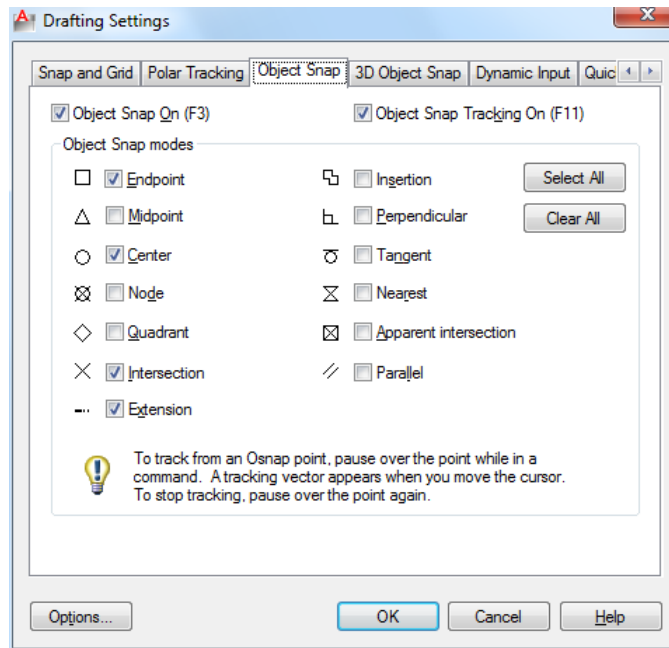 Drafting Settings
Snap and Grid Polar Tracking Object Snap 3D Object Snap Dynamic Input Quic
Object Snap On (F3) Object Snap Tracking On (F11)
Object Snap modes
Endpoint Insertion Select All
Midpoint Perpendicular Clear All
Center Tangent
Node Nearest
Quadrant Apparent intersection
Intersection Parallel
Extension
To track from an Osnap point, pause over the point while in a
command. A tracking vector appears when you move the cursor.
To stop tracking, pause over the point again.
Options... OK Cancel Help